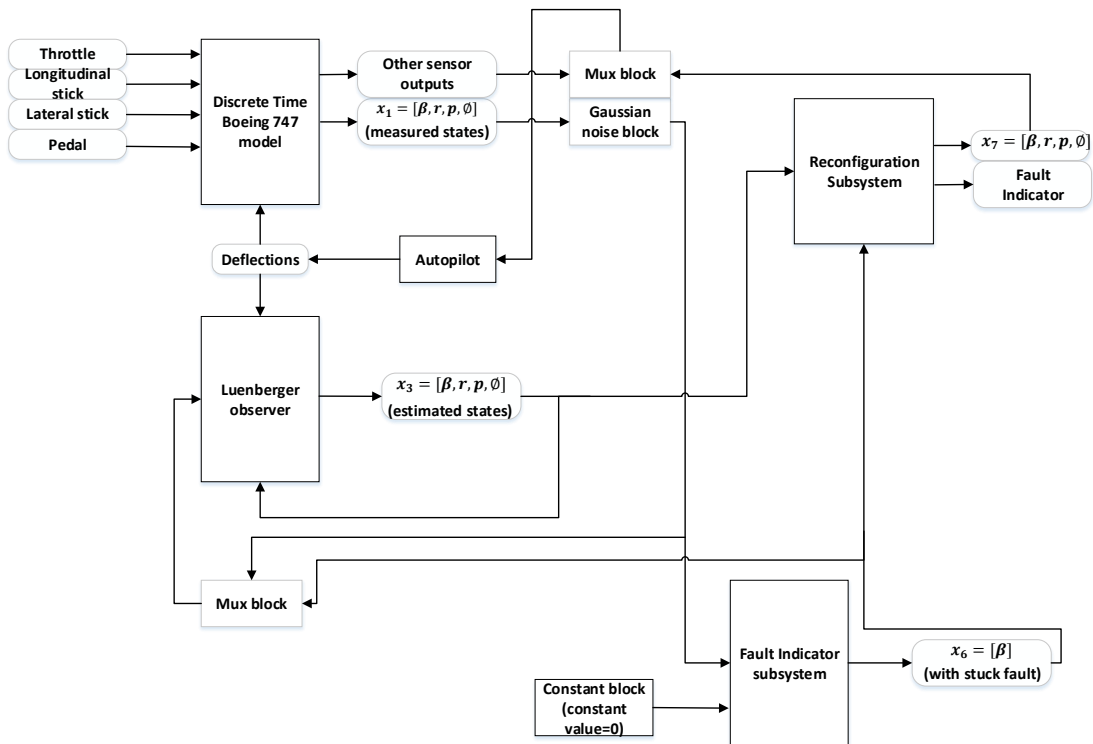 Throttle
Longitudinal
stick
Lateral stick
Pedal
Discrete Time
Boeing 747
model
Other sensor
outputs
x₁ = [β, r, p, ∅]
(measured states)
Mux block
Gaussian
noise block
Reconfiguration
Subsystem
x₇ = [β, r, p, ∅]
Fault
Indicator
Deflections
Autopilot
Luenberger
observer
x₃ = [β, r, p, ∅]
(estimated states)
Mux block
Fault Indicator
subsystem
x₆ = [β]
(with stuck fault)
Constant block
(constant
value=0)